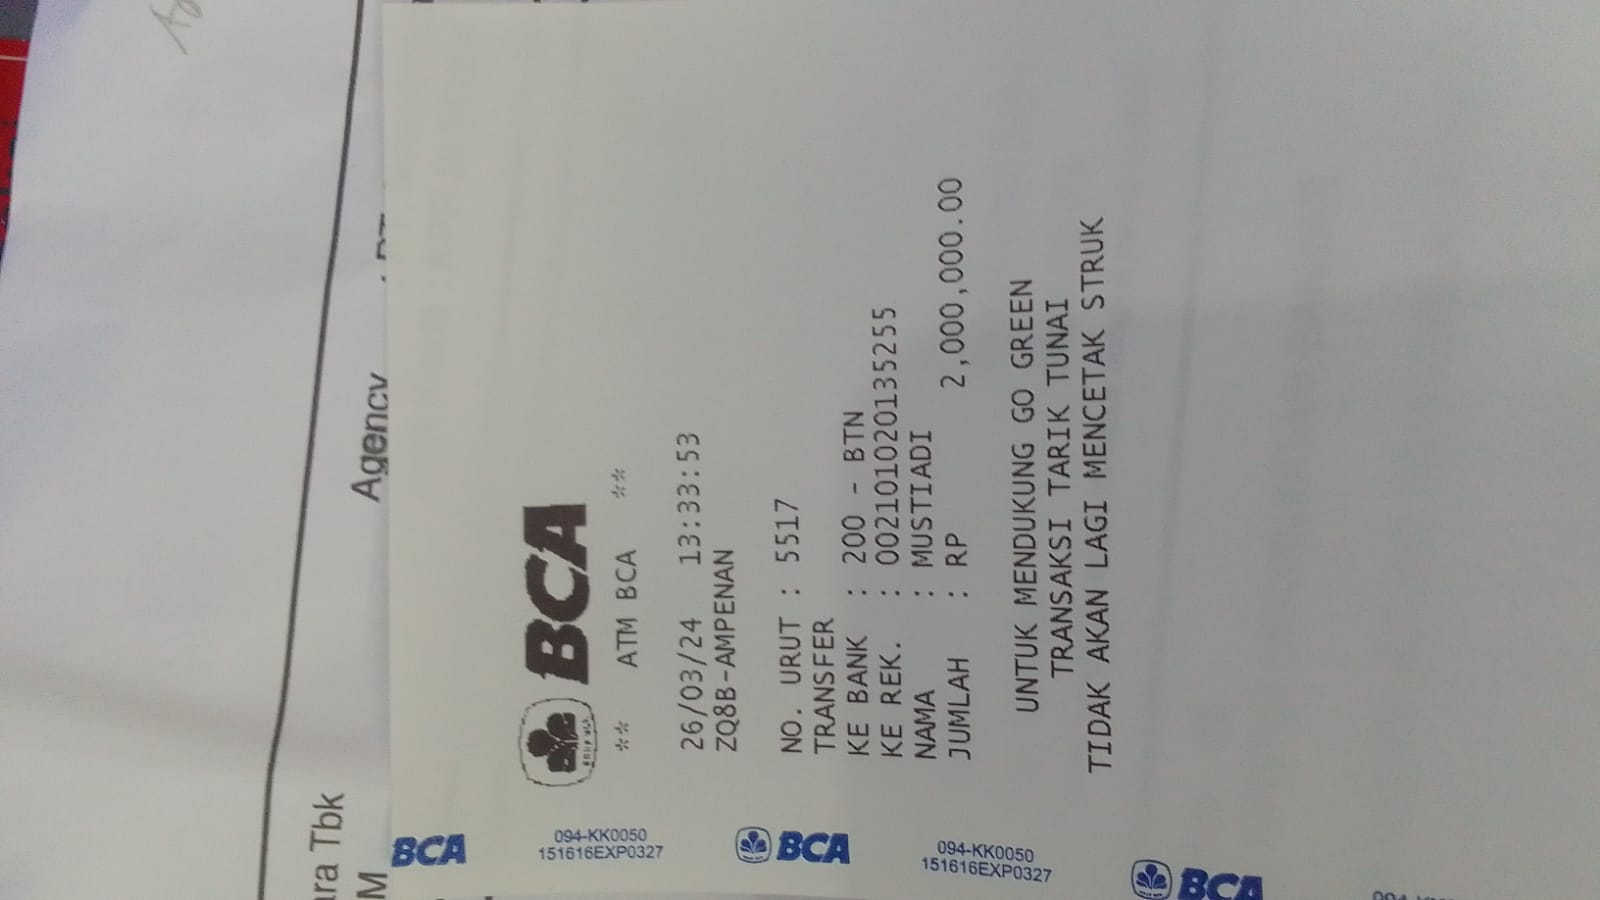 ara Tbk
M
Agency
BCA
** ATM BCA **
26/03/24 13:33:53
ZQ8B-AMPENAN
NO. URUT : 5517
TRANSFER
KE BANK : 200 - BTN
KE REK. : 0021010201352​55
NAMA : MUSTIADI
JUMLAH : RP 2,000,000.00
UNTUK MENDUKUNG GO GREEN
TRANSAKSI TARIK TUNAI
TIDAK AKAN LAGI MENCETAK STRUK
BCA
094-KK0050
151616EXP0327
BCA
094-KK0050
151616EXP0327
BCA